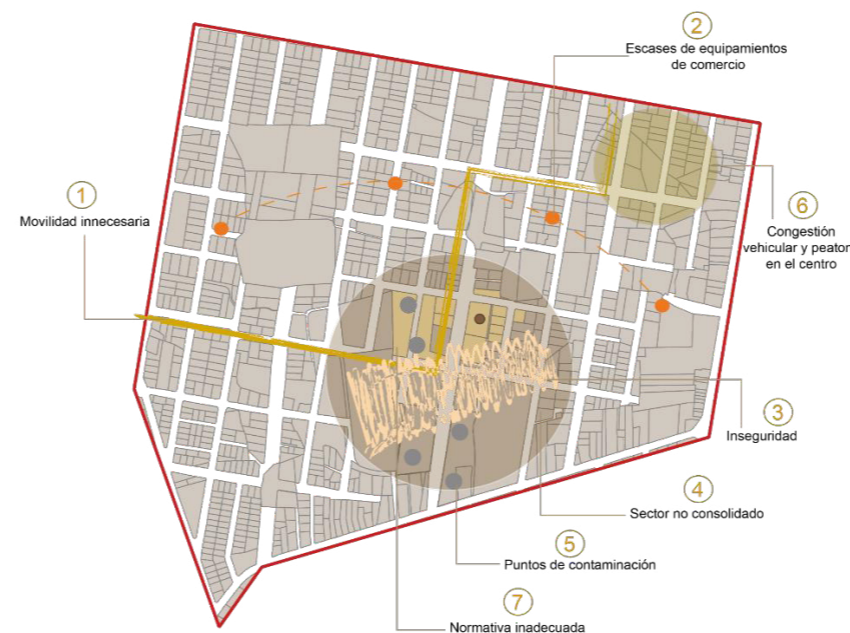 2
Escases de equipamientos
de comercio
1
Movilidad innecesaria
6
Congestión
vehicular y peaton
en el centro
3
Inseguridad
4
Sector no consolidado
5
Puntos de contaminación
7
Normativa inadecuada